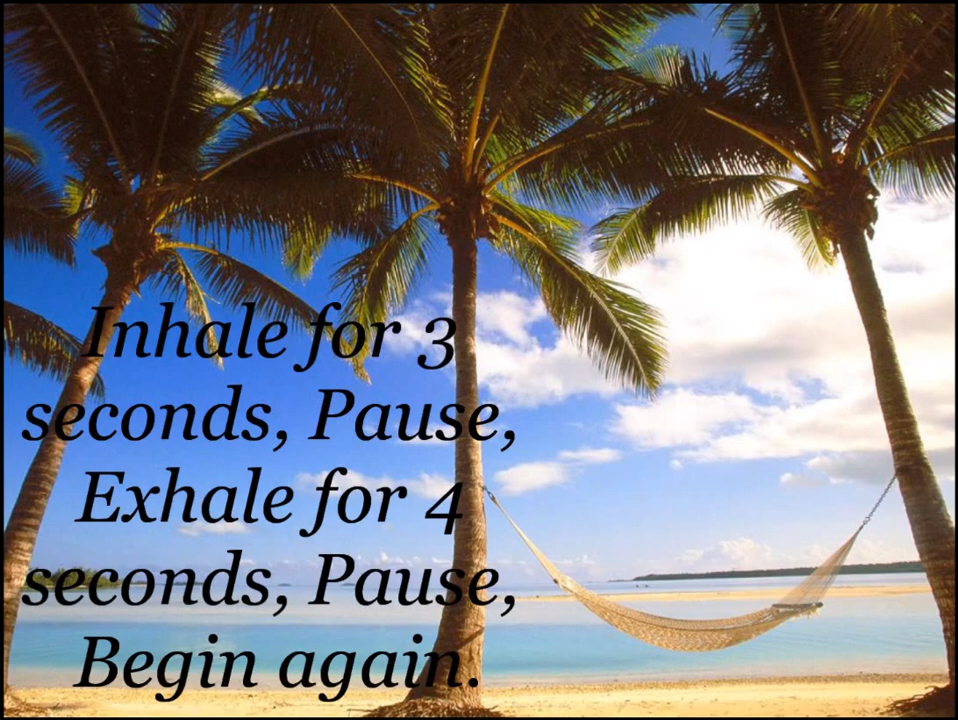 Inhale for 3
seconds, Pause,
Exhale for 4
seconds, Pause,
Begin again.